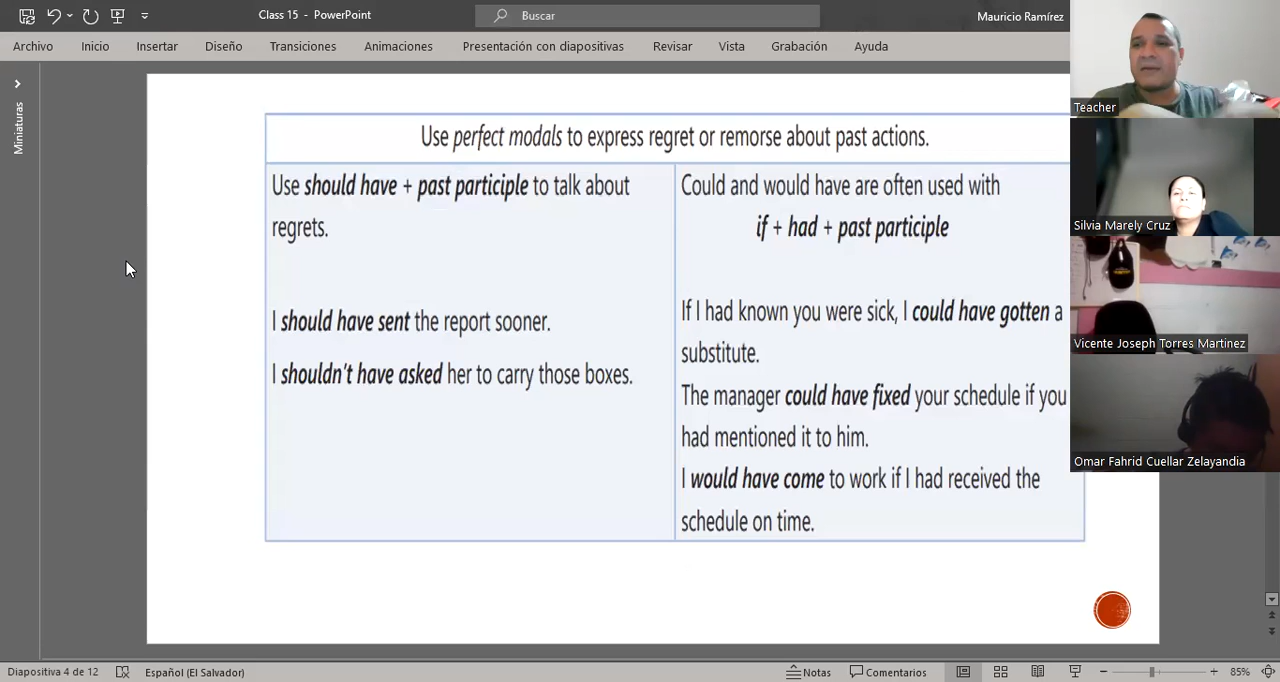 Class 15 - PowerPoint
Buscar
Mauricio Ramírez
Archivo Inicio Insertar Diseño Transiciones Animaciones Presentación con diapositivas Revisar Vista Grabación Ayuda
Miniaturas
Use perfect modals to express regret or remorse about past actions.
Use should have + past participle to talk about
regrets.
I should have sent the report sooner.
I shouldn't have asked her to carry those boxes.
Could and would have are often used with
if + had + past participle
If I had known you were sick, I could have gotten a
substitute.
The manager could have fixed your schedule if you
had mentioned it to him.
I would have come to work if I had received the
schedule on time.
Teacher
Silvia Marely Cruz
Vicente Joseph Torres Martinez
Omar Fahrid Cuellar Zelayandia
Diapositiva 4 de 12 Español (El Salvador) Notas Comentarios 85%